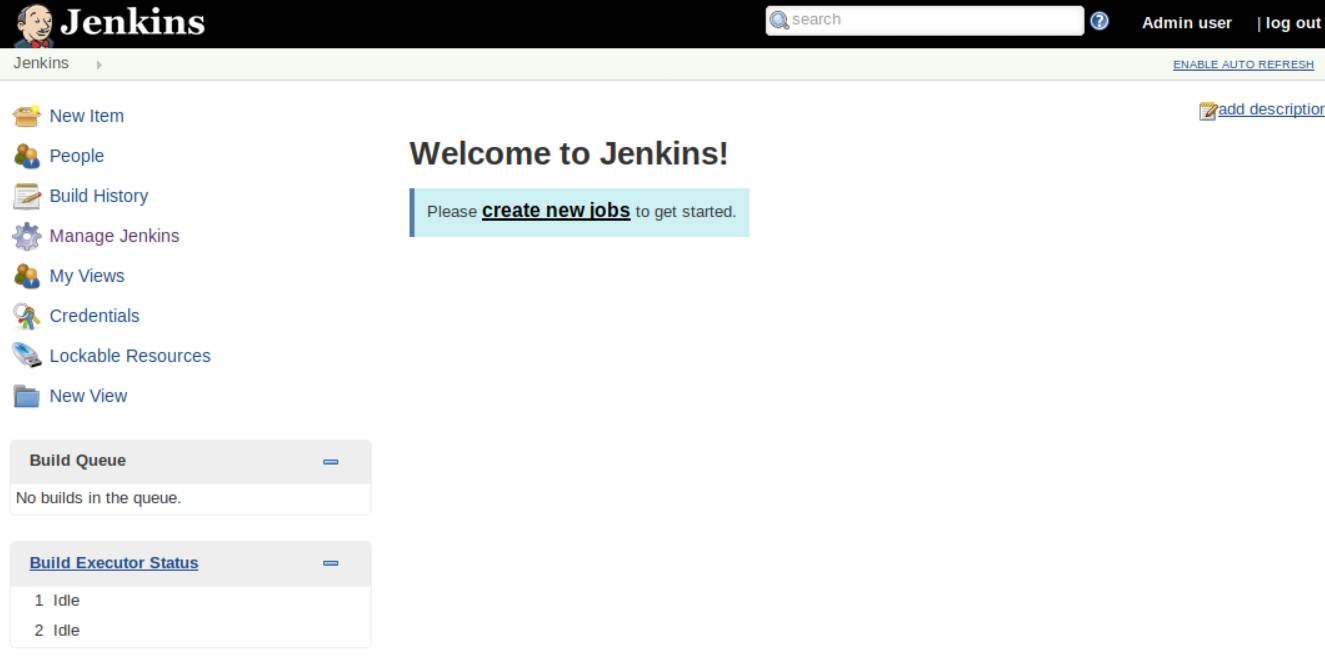 Jenkins
search
Admin user | log out
Jenkins
ENABLE AUTO REFRESH
New Item
People
Build History
Manage Jenkins
My Views
Credentials
Lockable Resources
New View
add description
Welcome to Jenkins!
Please create new jobs to get started.
Build Queue
No builds in the queue.
Build Executor Status
1 Idle
2 Idle